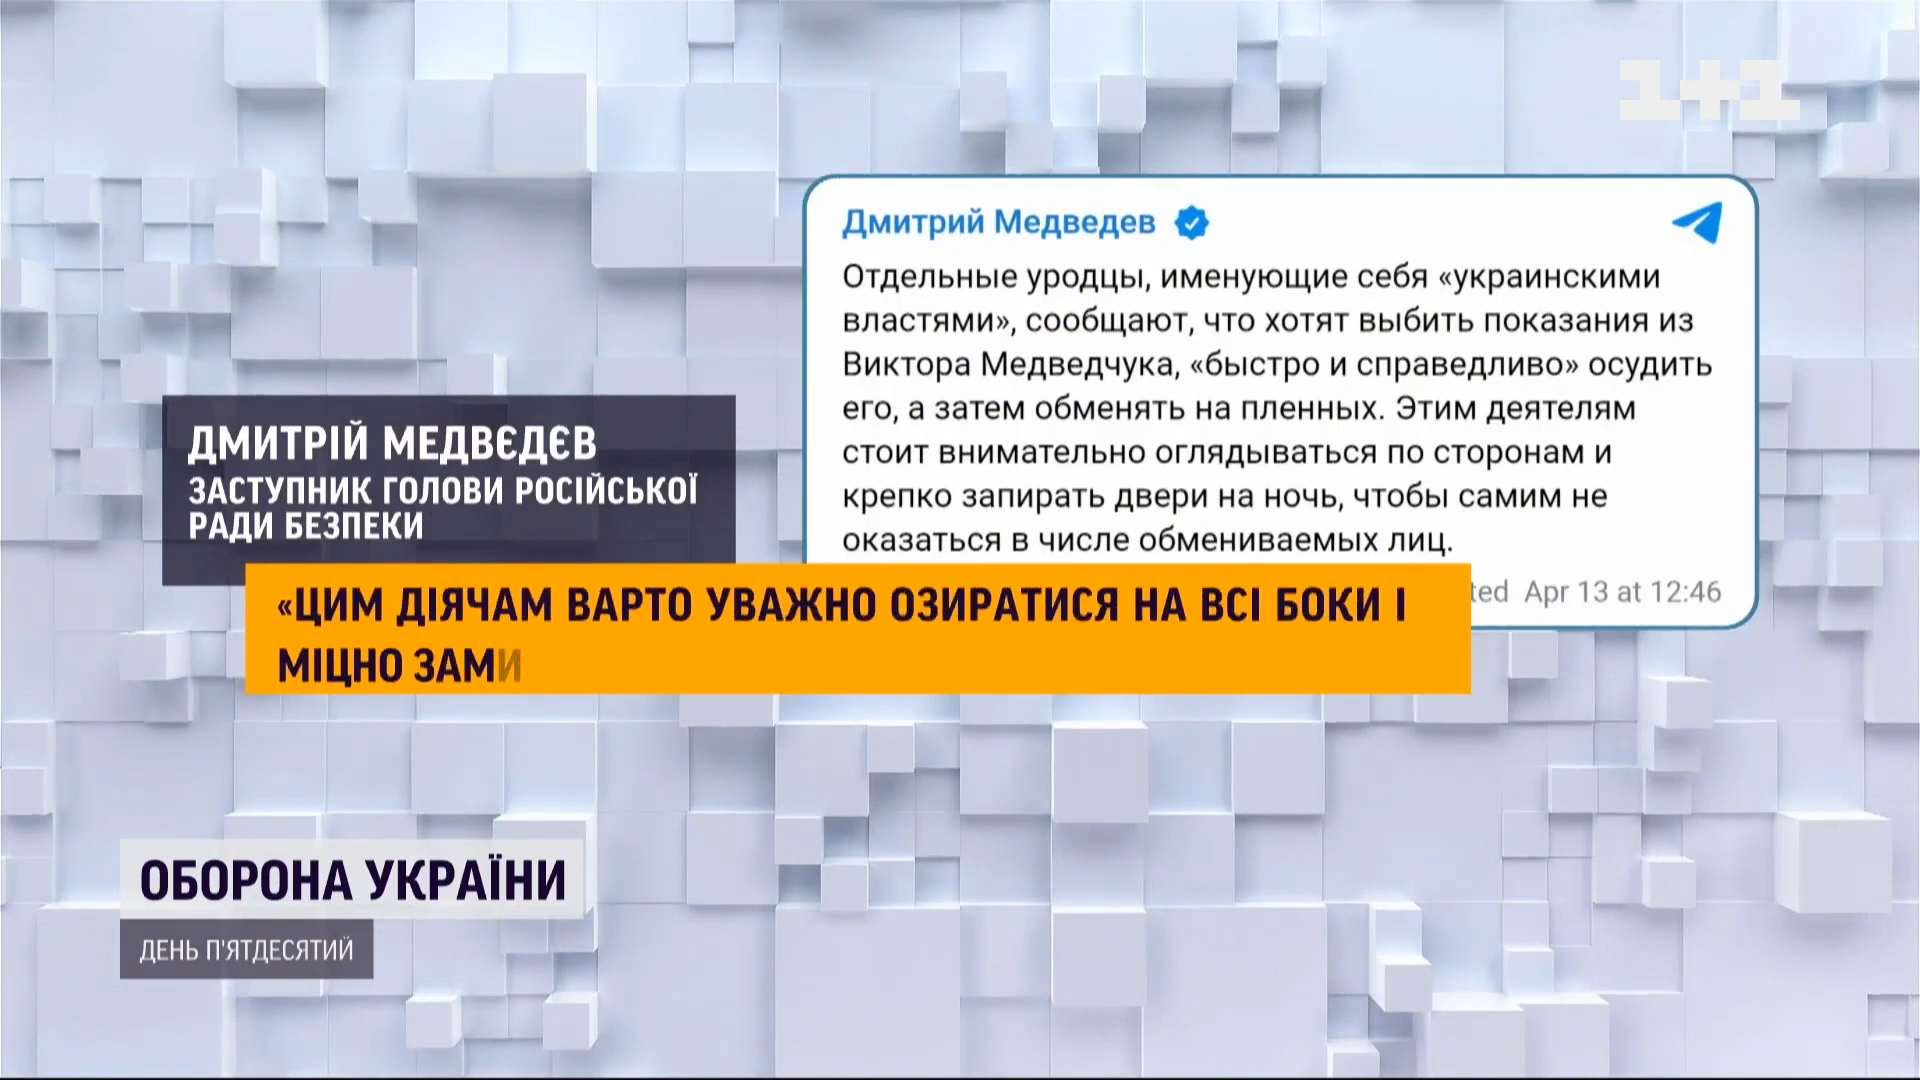 1+1
Дмитрий Медведев
Отдельные уродцы, именующие себя «украинскими
властями», сообщают, что хотят выбить показания из
Виктора Медведчука, «быстро и справедливо» осудить
его, а затем обменять на пленных. Этим деятелям
стоит внимательно оглядываться по сторонам и
крепко запирать двери на ночь, чтобы самим не
оказаться в числе обмениваемых лиц.
Apr 13 at 12:46
ДМИТРІЙ МЕДВЄДЄВ
ЗАСТУПНИК ГОЛОВИ РОСІЙСЬКОЇ
РАДИ БЕЗПЕКИ
«ЦИМ ДІЯЧАМ ВАРТО УВАЖНО ОЗИРАТИСЯ НА ВСІ БОКИ І
МІЦНО ЗАМИ
ОБОРОНА УКРАЇНИ
ДЕНЬ П'ЯТДЕСЯТИЙ